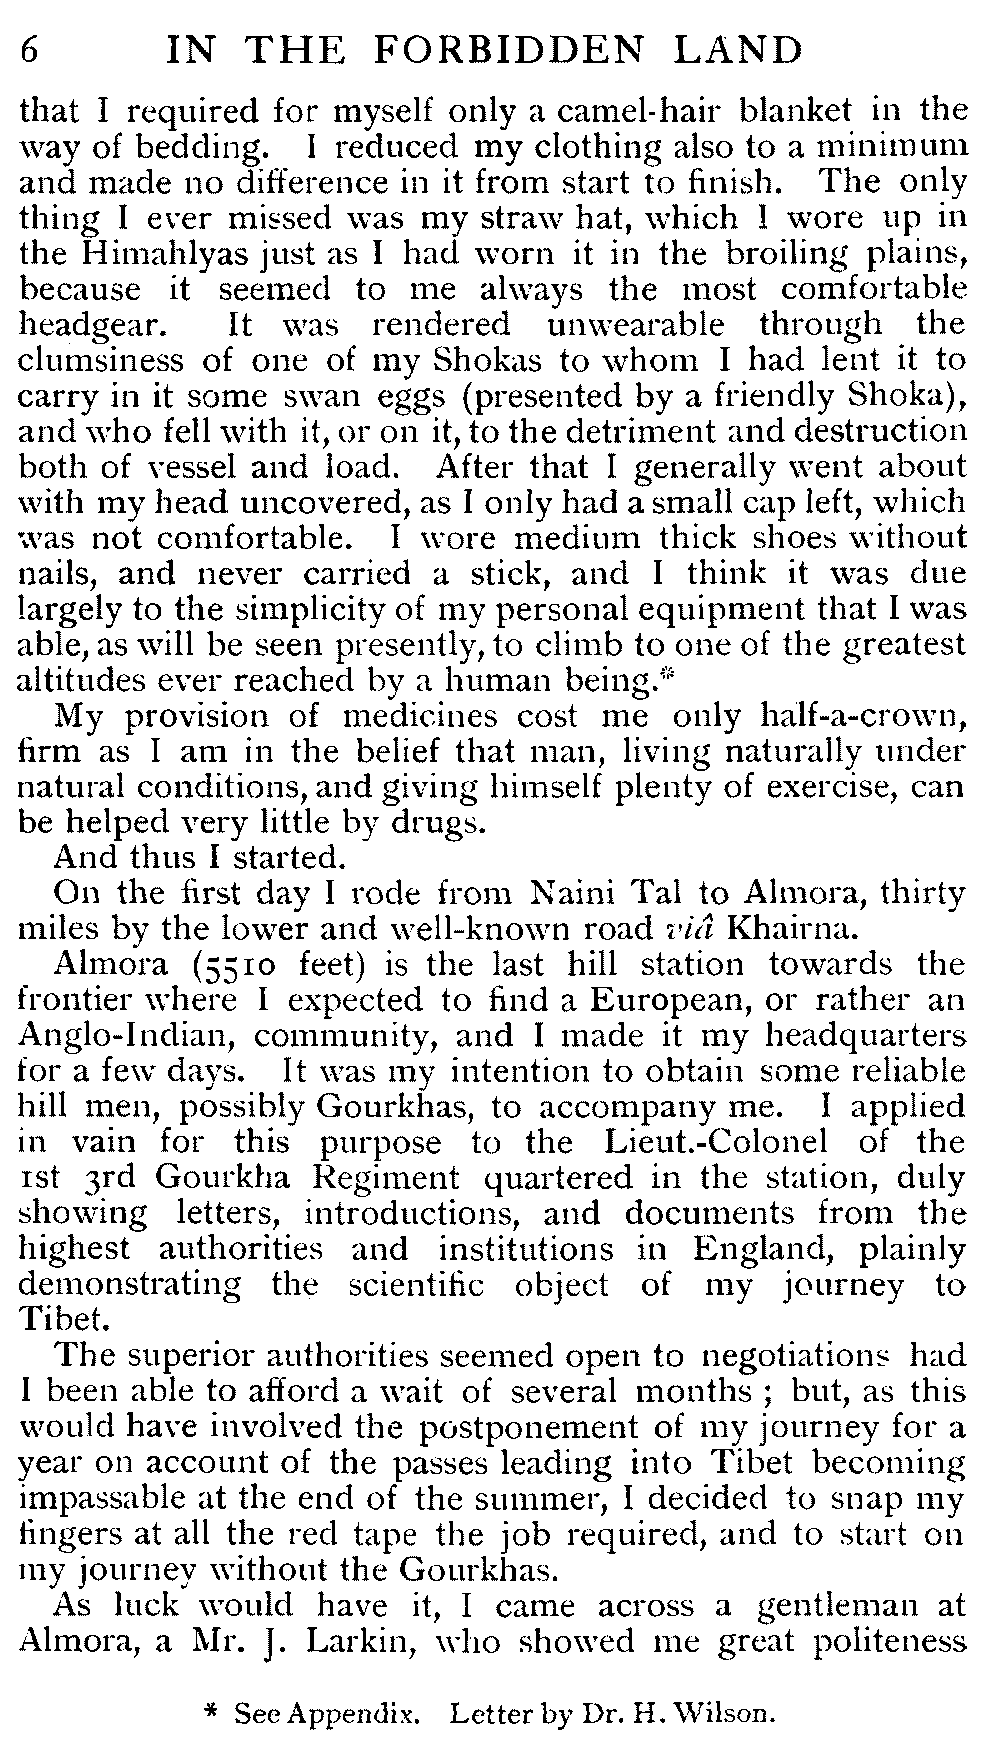 6 IN THE FORBIDDEN LAND
that I required for myself only a camel-hair blanket in the
way of bedding. I reduced my clothing also to a minimum
and made no difference in it from start to finish. The only
thing I ever missed was my straw hat, which I wore up in
the Himahlyas just as I had worn it in the broiling plains,
because it seemed to me always the most comfortable
headgear. It was rendered unwearable through the
clumsiness of one of my Shokas to whom I had lent it to
carry in it some swan eggs (presented by a friendly Shoka),
and who fell with it, or on it, to the detriment and destruction
both of vessel and load. After that I generally went about
with my head uncovered, as I only had a small cap left, which
was not comfortable. I wore medium thick shoes without
nails, and never carried a stick, and I think it was due
largely to the simplicity of my personal equipment that I was
able, as will be seen presently, to climb to one of the greatest
altitudes ever reached by a human being.*
My provision of medicines cost me only half-a-crown,
firm as I am in the belief that man, living naturally under
natural conditions, and giving himself plenty of exercise, can
be helped very little by drugs.
And thus I started.
On the first day I rode from Naini Tal to Almora, thirty
miles by the lower and well-known road viâ Khairna.
Almora (5510 feet) is the last hill station towards the
frontier where I expected to find a European, or rather an
Anglo-Indian, community, and I made it my headquarters
for a few days. It was my intention to obtain some reliable
hill men, possibly Gourkhas, to accompany me. I applied
in vain for this purpose to the Lieut.-Colonel of the
1st 3rd Gourkha Regiment quartered in the station, duly
showing letters, introductions, and documents from the
highest authorities and institutions in England, plainly
demonstrating the scientific object of my journey to
Tibet.
The superior authorities seemed open to negotiations had
I been able to afford a wait of several months ; but, as this
would have involved the postponement of my journey for a
year on account of the passes leading into Tibet becoming
impassable at the end of the summer, I decided to snap my
fingers at all the red tape the job required, and to start on
my journey without the Gourkhas.
As luck would have it, I came across a gentleman at
Almora, a Mr. J. Larkin, who showed me great politeness
* See Appendix. Letter by Dr. H. Wilson.